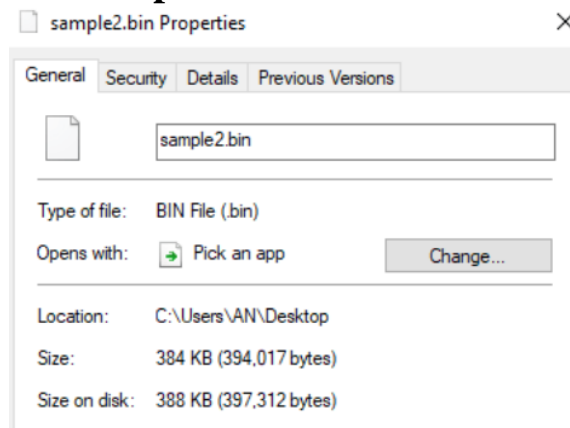 sample2.bin Properties
General Security Details Previous Versions
sample2.bin
Type of file: BIN File (.bin)
Opens with: Pick an app Change...
Location: C:\Users\AN\Desktop
Size: 384 KB (394,017 bytes)
Size on disk: 388 KB (397,312 bytes)